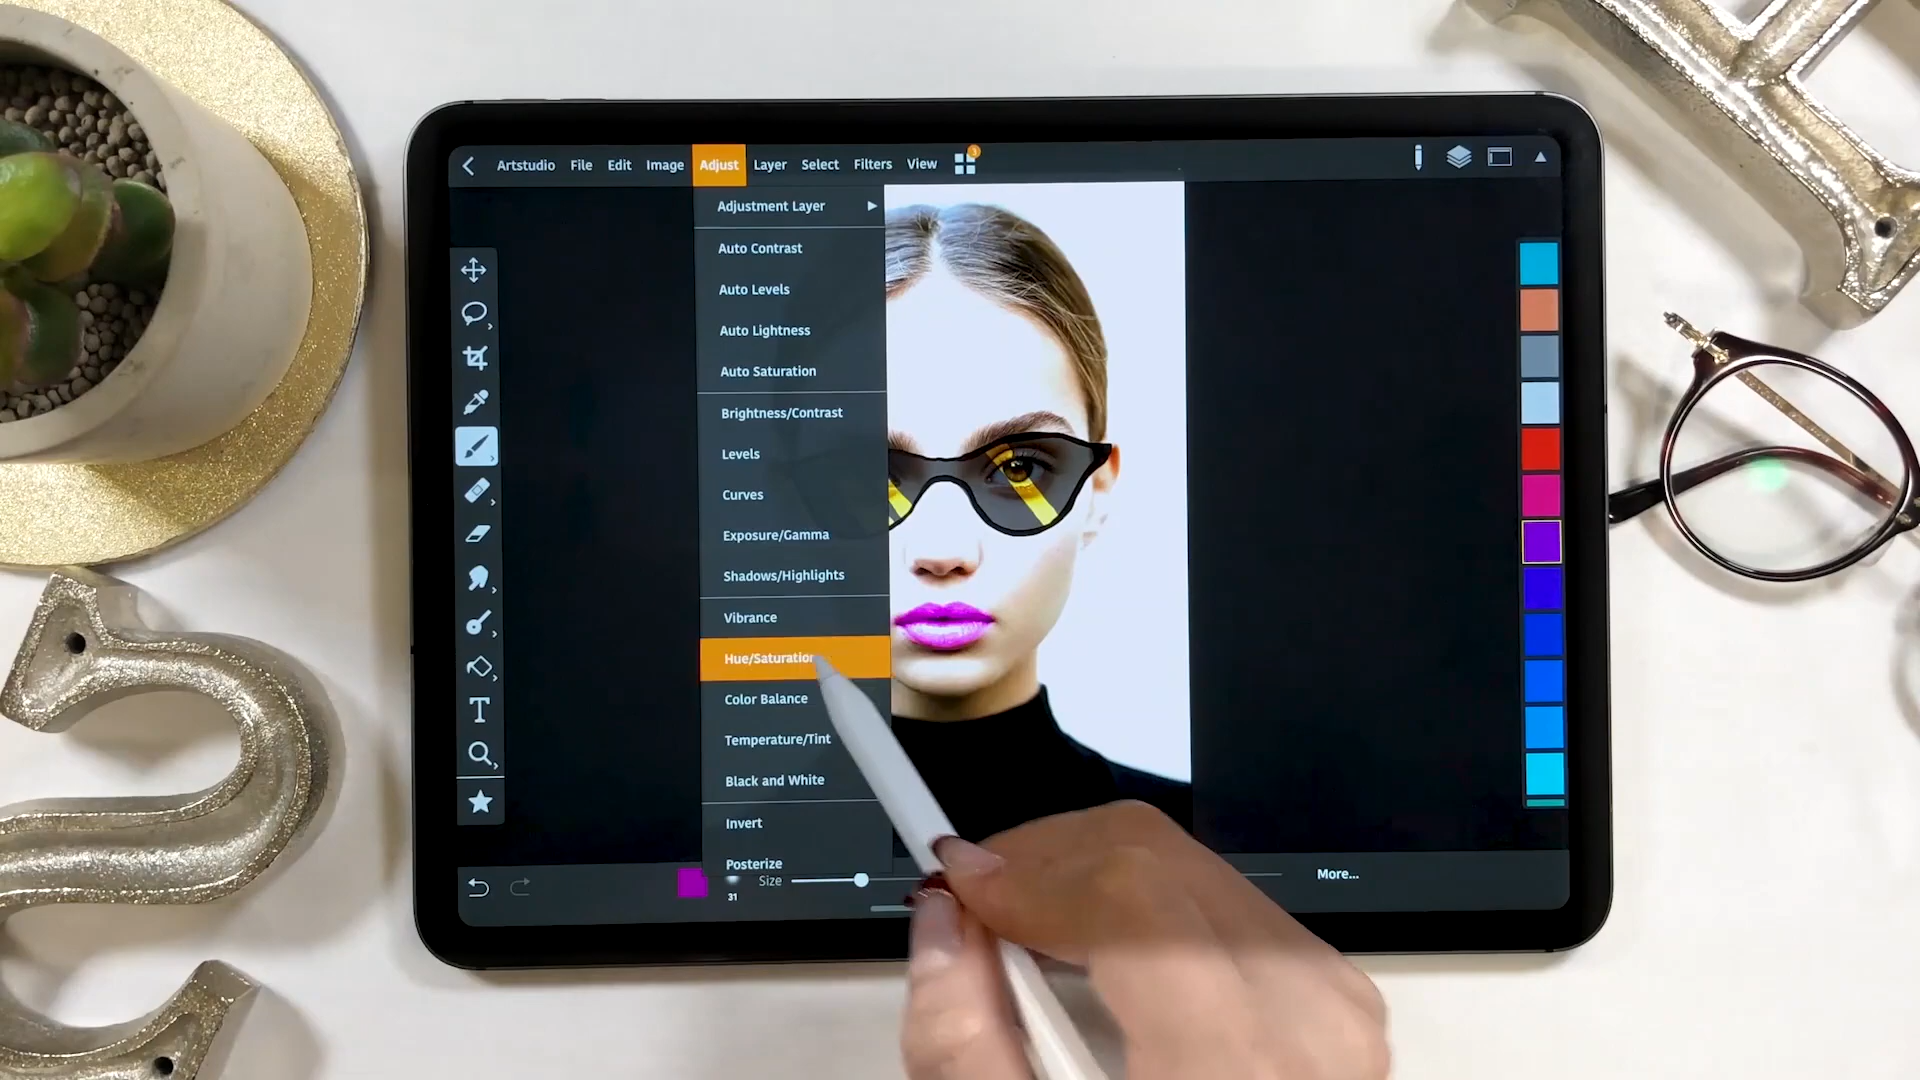 Artstudio File Edit Image Adjust Layer Select Filters View
Adjustment Layer
Auto Contrast
Auto Levels
Auto Lightness
Auto Saturation
Brightness/Contrast
Levels
Curves
Exposure/Gamma
Shadows/Highlights
Vibrance
Hue/Saturation
Color Balance
Temperature/Tint
Black and White
Invert
Posterize
T
Size
31
More...
S